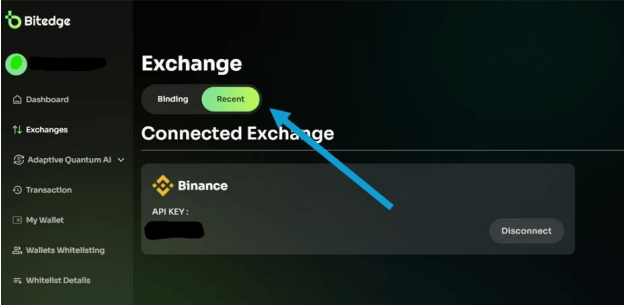 Bitedge
Exchange
Binding Recent
Dashboard
Exchanges
Connected Exchange
Adaptive Quantum AI
Binance
Transaction
API KEY :
My Wallet
Disconnect
Wallets Whitelisting
Whitelist Details